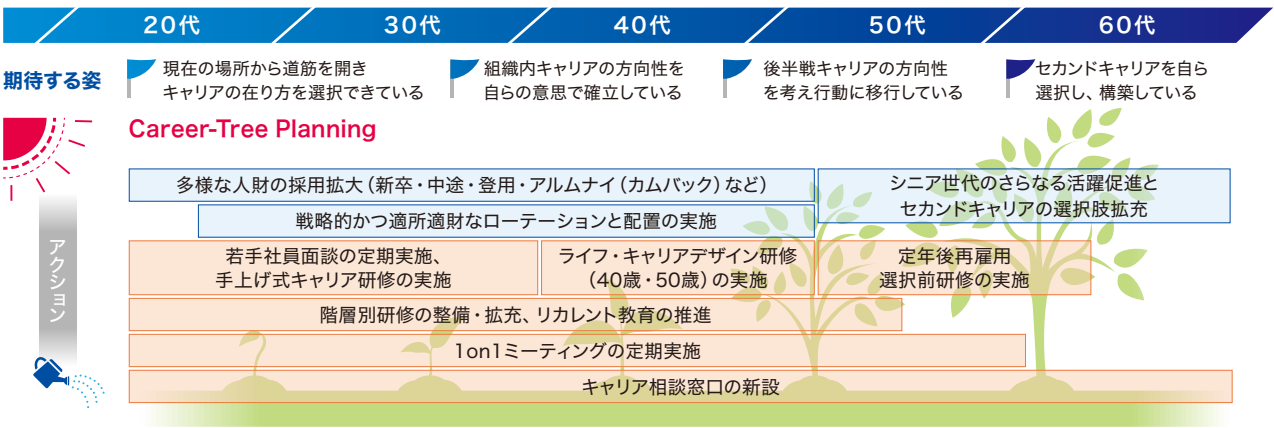 20代
30代
40代
50代
60代
期待する姿
現在の場所から道筋を開き
キャリアの在り方を選択できている
組織内キャリアの方向性を
自らの意思で確立している
後半戦キャリアの方向性
を考え行動に移行している
セカンドキャリアを自ら
選択し、構築している
Career-Tree Planning
アクション
多様な人財の採用拡大（新卒・中途・登用・アルムナイ（カムバック）など）
シニア世代のさらなる活躍促進と
セカンドキャリアの選択肢拡充
戦略的かつ適所適財なローテーションと配置の実施
若手社員面談の定期実施、
手上げ式キャリア研修の実施
ライフ・キャリアデザイン研修
（40歳・50歳）の実施
定年後再雇用
選択前研修の実施
階層別研修の整備・拡充、リカレント教育の推進
1on1ミーティングの定期実施
キャリア相談窓口の新設